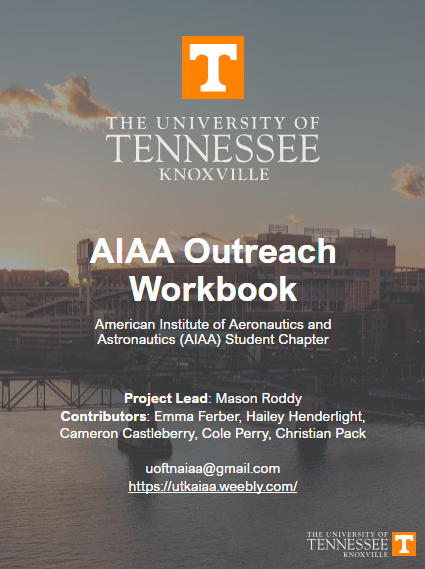 T
THE UNIVERSITY OF
TENNESSEE
KNOXVILLE
AIAA Outreach
Workbook
American Institute of Aeronautics and
Astronautics (AIAA) Student Chapter
Project Lead: Mason Roddy
Contributors: Emma Ferber, Hailey Henderlight,
Cameron Castleberry, Cole Perry, Christian Pack
uoftnaiaa@gmail.com
https://utkaiaa.weebly.com/
THE UNIVERSITY OF
TENNESSEE
KNOXVILLE
T